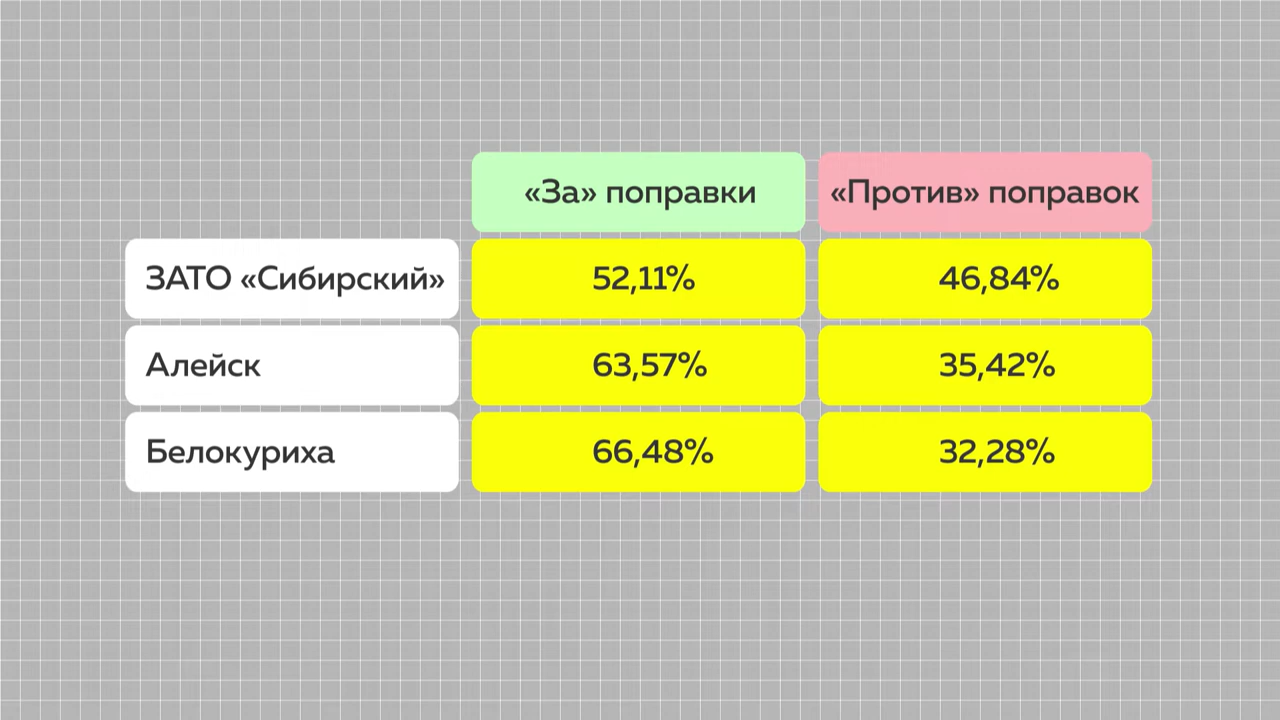 «За» поправки «Против» поправок
ЗАТО «Сибирский» 52,11% 46,84%
Алейск 63,57% 35,42%
Белокуриха 66,48% 32,28%